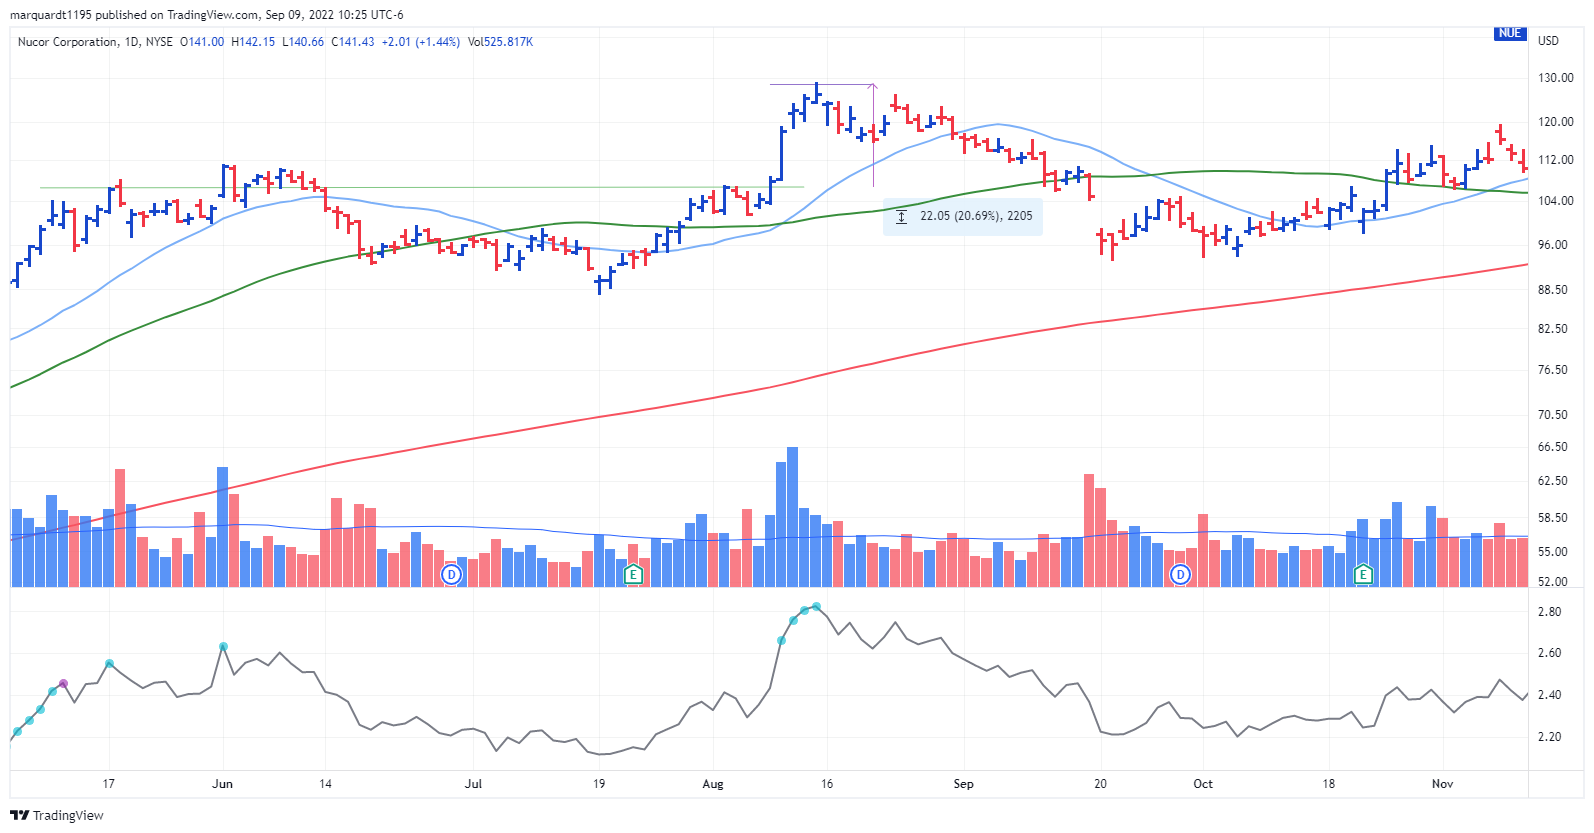 marquardt1195 published on TradingView.com, Sep 09, 2022 10:25 UTC-6
Nucor Corporation, 1D, NYSE O141.00 H142.15 L140.66 C141.43 +2.01 (+1.44%) Vol525.817K
NUE
USD
130.00
120.00
112.00
104.00
22.05 (20.69%), 2205
96.00
88.50
82.50
76.50
70.50
66.50
62.50
58.50
55.00
52.00
D
E
D
E
2.80
2.60
2.40
2.20
17 Jun 14 Jul 19 Aug 16 Sep 20 Oct 18 Nov
TradingView